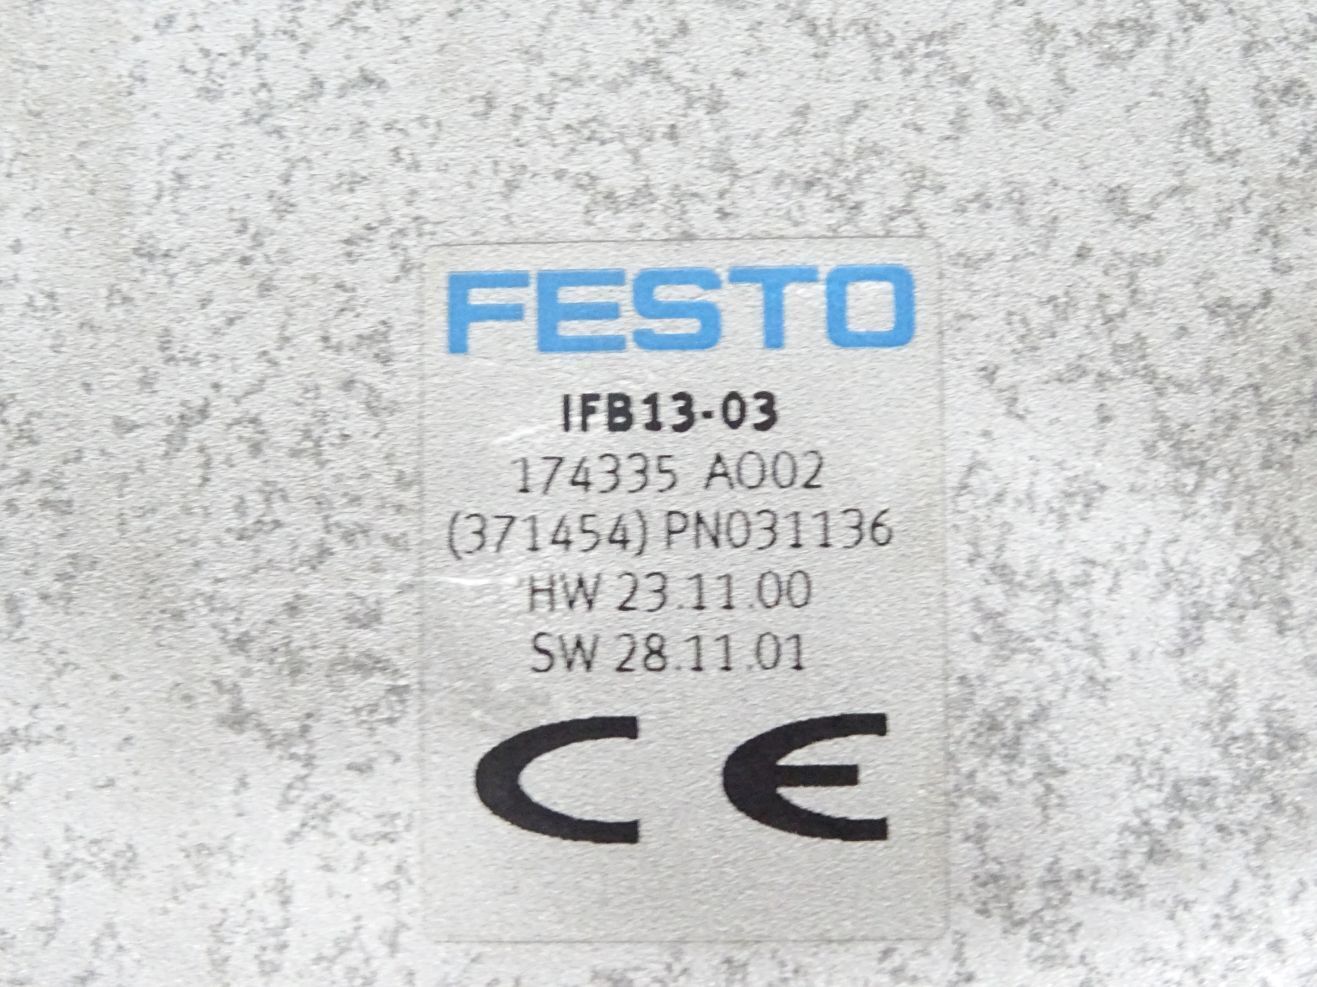 FESTO
IFB13-03
174335 A002
(371454) PN031136
HW 23.11.00
SW 28.11.01
CE